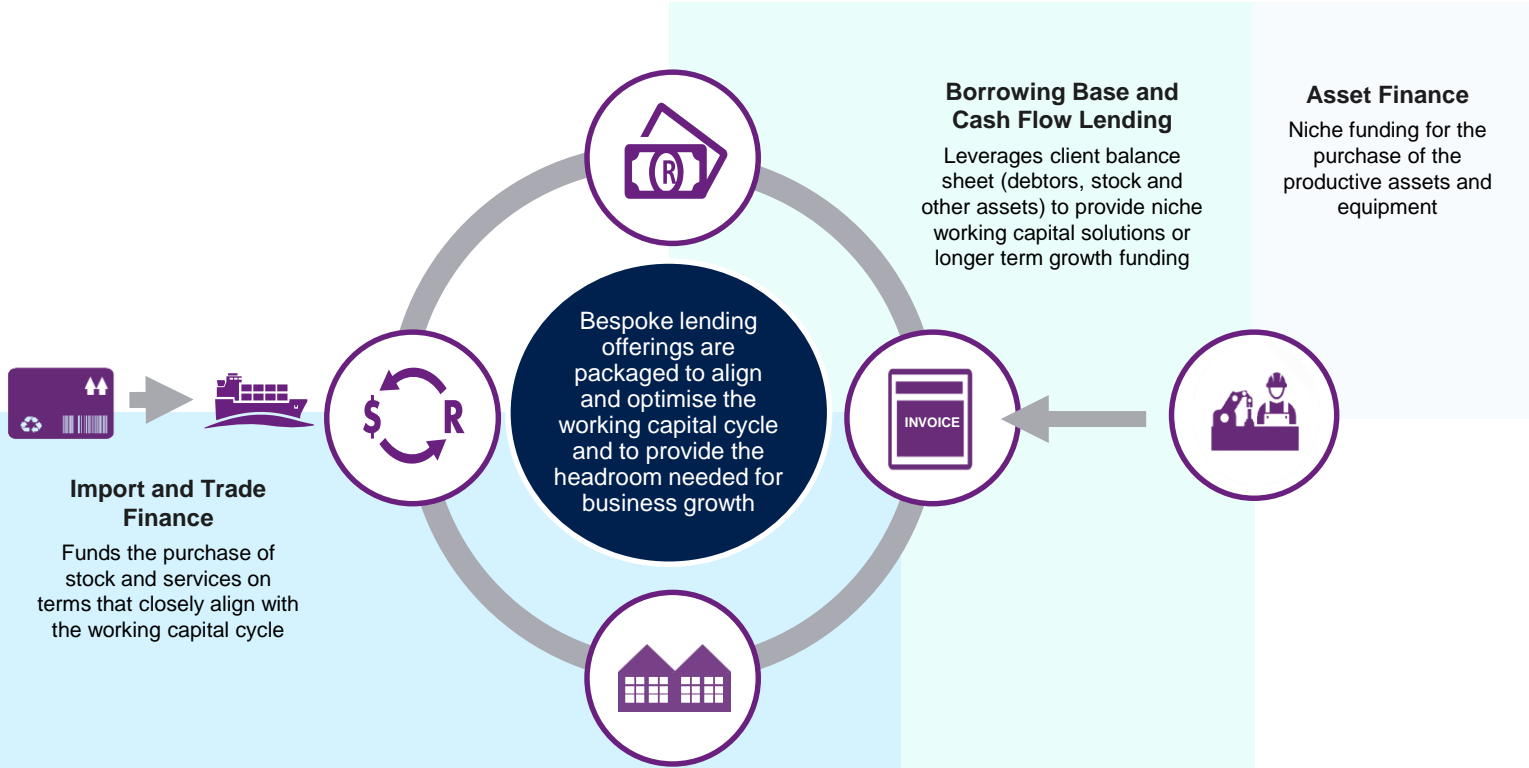 Borrowing Base and
Cash Flow Lending
Leverages client balance
sheet (debtors, stock and
other assets) to provide niche
working capital solutions or
longer term growth funding
Asset Finance
Niche funding for the
purchase of the
productive assets and
equipment
R
Bespoke lending
offerings are
packaged to align
and optimise the
working capital cycle
and to provide the
headroom needed for
business growth
$ R
INVOICE
Import and Trade
Finance
Funds the purchase of
stock and services on
terms that closely align with
the working capital cycle